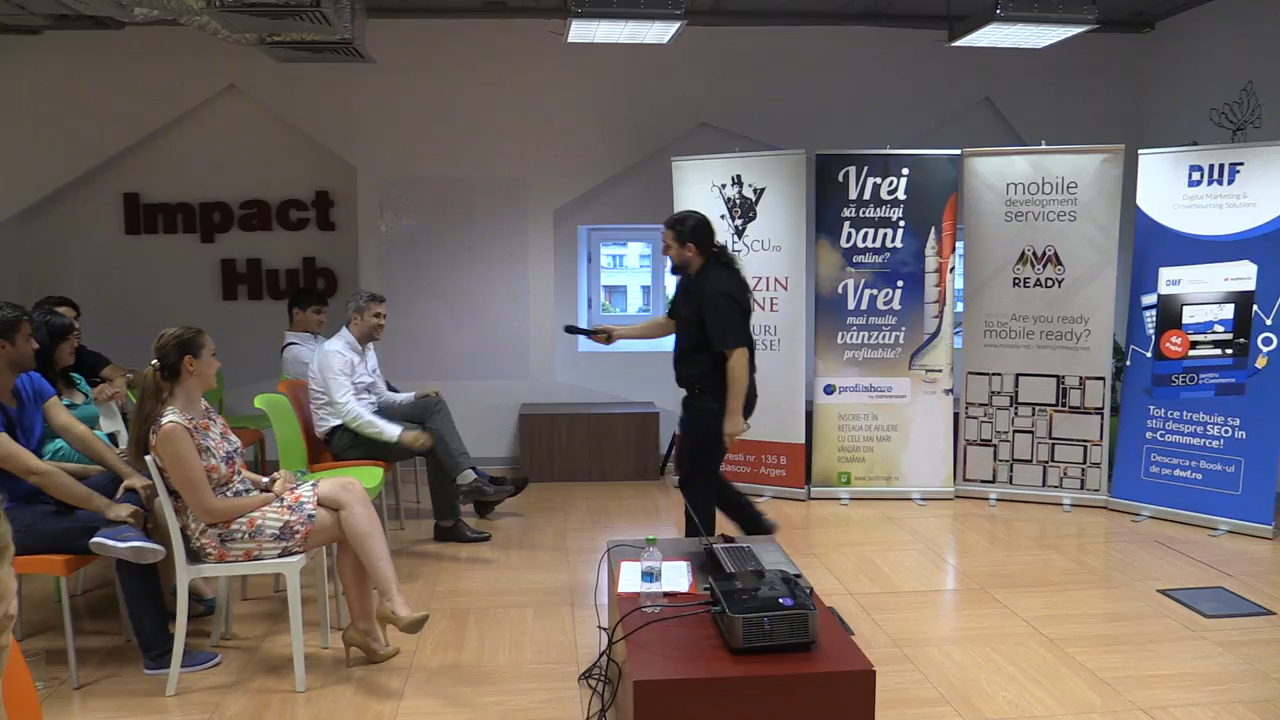 Impact
Hub
ESCU.ro
ZIN
NE
URI
ESE!
resti nr. 135 B
Bascov - Arges
Vrei
să câștigi
bani
online?
Vrei
mai multe
vânzări
profitabile?
profitshare
by conversion
ÎNSCRIE-TE ÎN
REȚEAUA DE AFILIERE
CU CELE MAI MARI
VÂNZĂRI DIN
ROMÂNIA
www.profitshare.ro
mobile
development
services
READY
Are you ready
to be mobile ready?
DWF
Digital Marketing &
Crowdsourcing Solutions
DWF
44
Pagini
SEO pentru
e-Commerce
Tot ce trebuie sa
stii despre SEO in
e-Commerce!
Descarca e-Book-ul
de pe dwf.ro